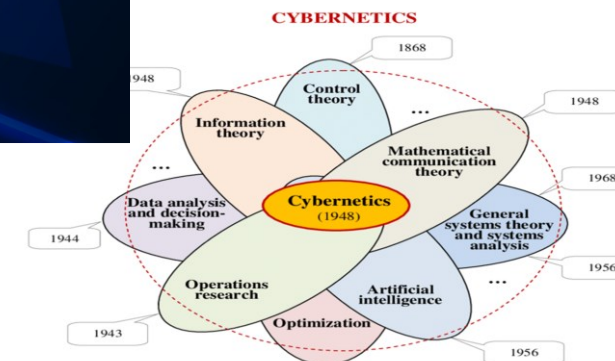 CYBERNETICS
1868
948
Control
theory
...
1948
Information
theory
Mathematical
communication
theory
...
1968
Data analysis
and decision-
making
Cybernetics
(1948)
General
systems theory
and systems
analysis
1944
1956
Operations
research
Artificial
intelligence
...
Optimization
1943
1956